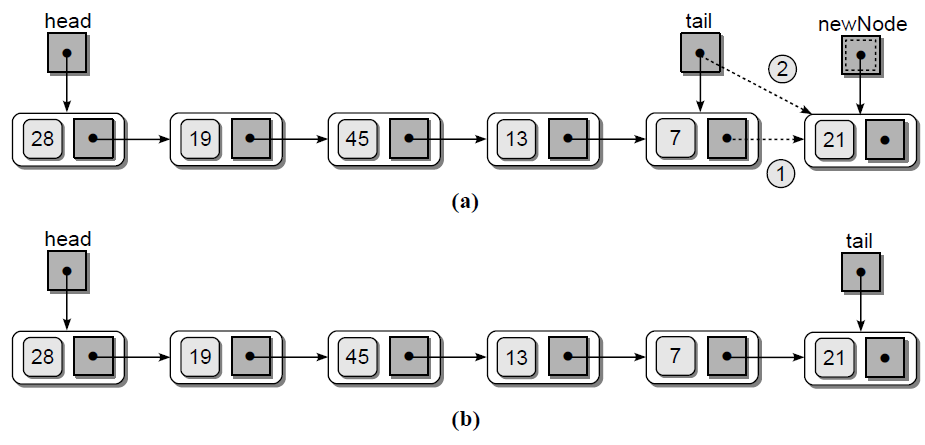 head tail newNode
2
28 19 45 13 7 21
1
(a)
head tail
28 19 45 13 7 21
(b)